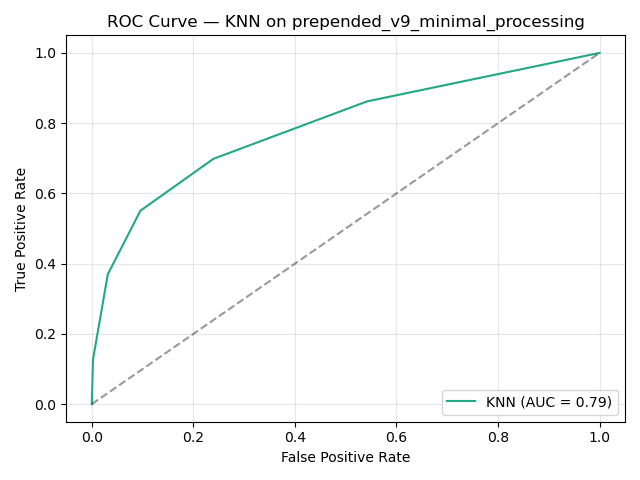 ROC Curve — KNN on prepended_v9_minimal_processing
True Positive Rate
1.0
0.8
0.6
0.4
0.2
0.0
KNN (AUC = 0.79)
0.0 0.2 0.4 0.6 0.8 1.0
False Positive Rate